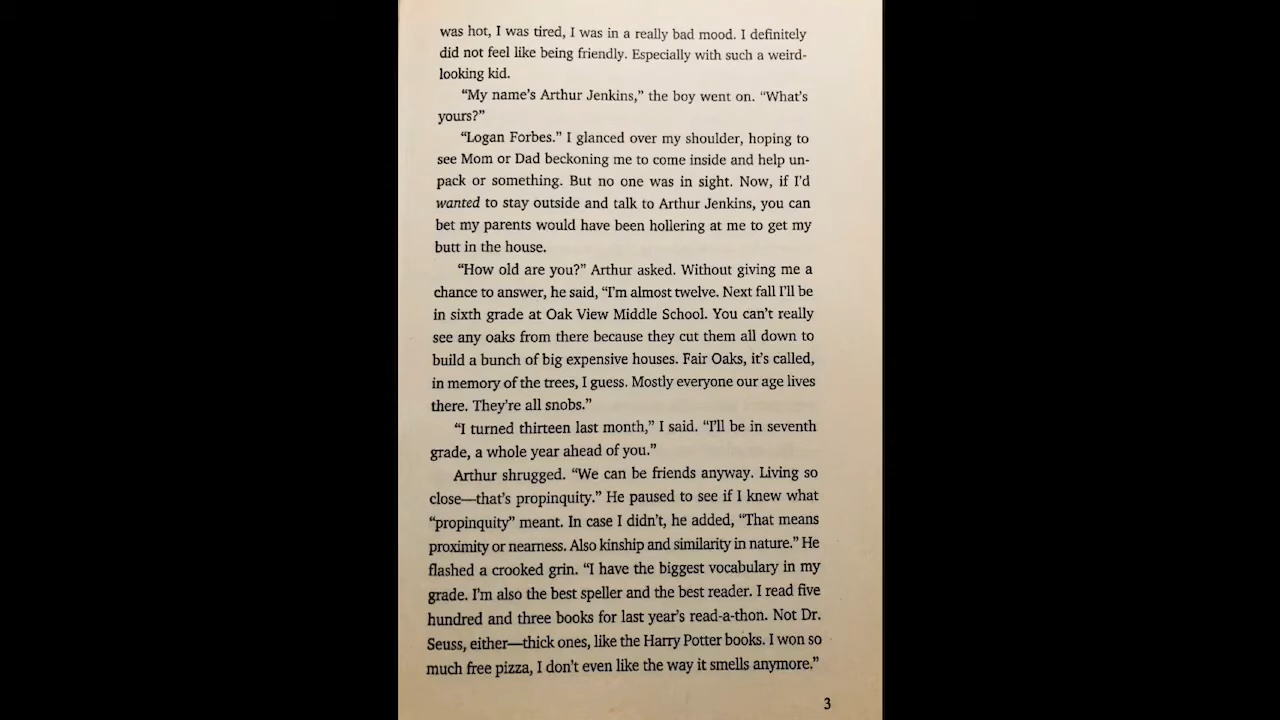 was hot, I was tired, I was in a really bad mood. I definitely
did not feel like being friendly. Especially with such a weird-
looking kid.
“My name’s Arthur Jenkins,” the boy went on. “What’s
yours?”
“Logan Forbes.” I glanced over my shoulder, hoping to
see Mom or Dad beckoning me to come inside and help un-
pack or something. But no one was in sight. Now, if I’d
wanted to stay outside and talk to Arthur Jenkins, you can
bet my parents would have been hollering at me to get my
butt in the house.
“How old are you?” Arthur asked. Without giving me a
chance to answer, he said, “I’m almost twelve. Next fall I’ll be
in sixth grade at Oak View Middle School. You can’t really
see any oaks from there because they cut them all down to
build a bunch of big expensive houses. Fair Oaks, it’s called,
in memory of the trees, I guess. Mostly everyone our age lives
there. They’re all snobs.”
“I turned thirteen last month,” I said. “I’ll be in seventh
grade, a whole year ahead of you.”
Arthur shrugged. “We can be friends anyway. Living so
close—that’s propinquity.” He paused to see if I knew what
“propinquity” meant. In case I didn’t, he added, “That means
proximity or nearness. Also kinship and similarity in nature.” He
flashed a crooked grin. “I have the biggest vocabulary in my
grade. I’m also the best speller and the best reader. I read five
hundred and three books for last year’s read-a-thon. Not Dr.
Seuss, either—thick ones, like the Harry Potter books. I won so
much free pizza, I don’t even like the way it smells anymore.”
3